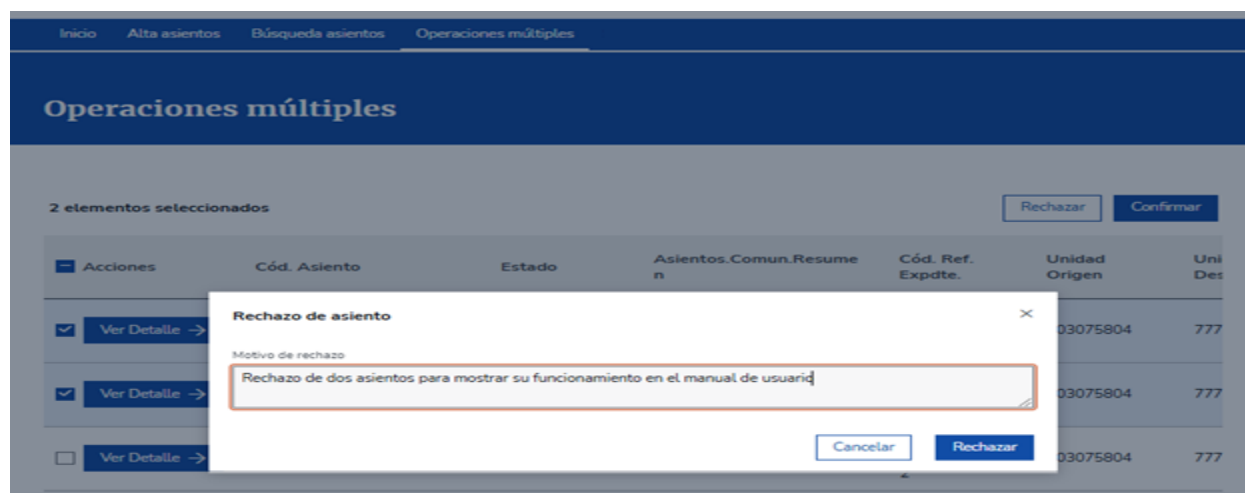 Inicio Alta asientos Búsqueda asientos Operaciones múltiples
Operaciones múltiples
2 elementos seleccionados Rechazar Confirmar
Acciones Cód. Asiento Estado Asientos.Comun.Resume Cód. Ref. Unidad Uni
n Expdte. Origen Des
Rechazo de asiento
Ver Detalle 03075804 777
Motivo de rechazo
Rechazo de dos asientos para mostrar su funcionamiento en el manual de usuario
Ver Detalle 03075804 777
Cancelar Rechazar
Ver Detalle 03075804 777